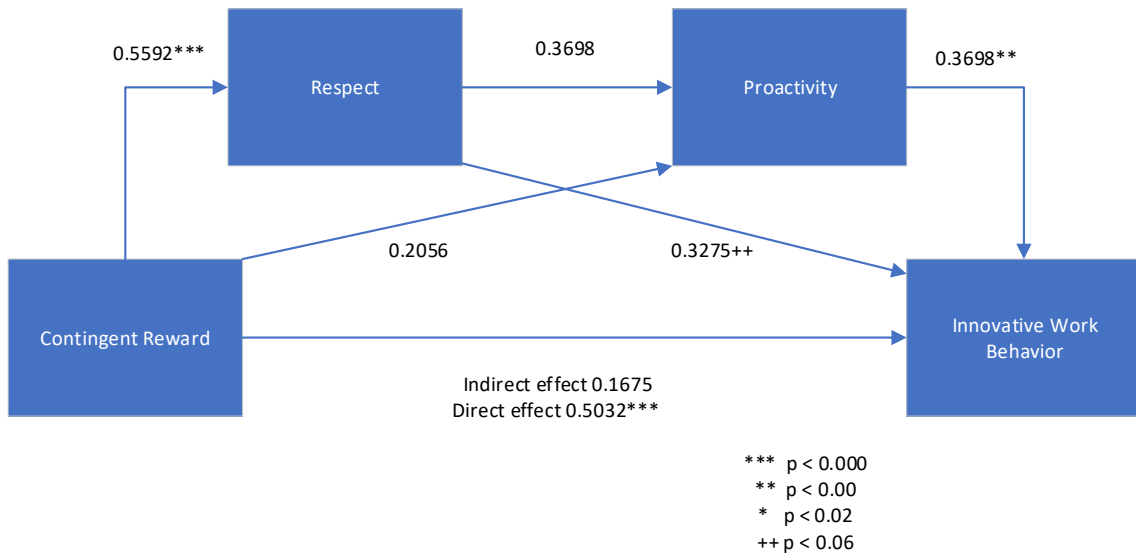 0.5592***
Respect
0.3698
Proactivity
0.3698**
0.2056
0.3275++
Contingent Reward
Innovative Work
Behavior
Indirect effect 0.1675
Direct effect 0.5032***
*** p < 0.000
** p < 0.00
* p < 0.02
++ p < 0.06